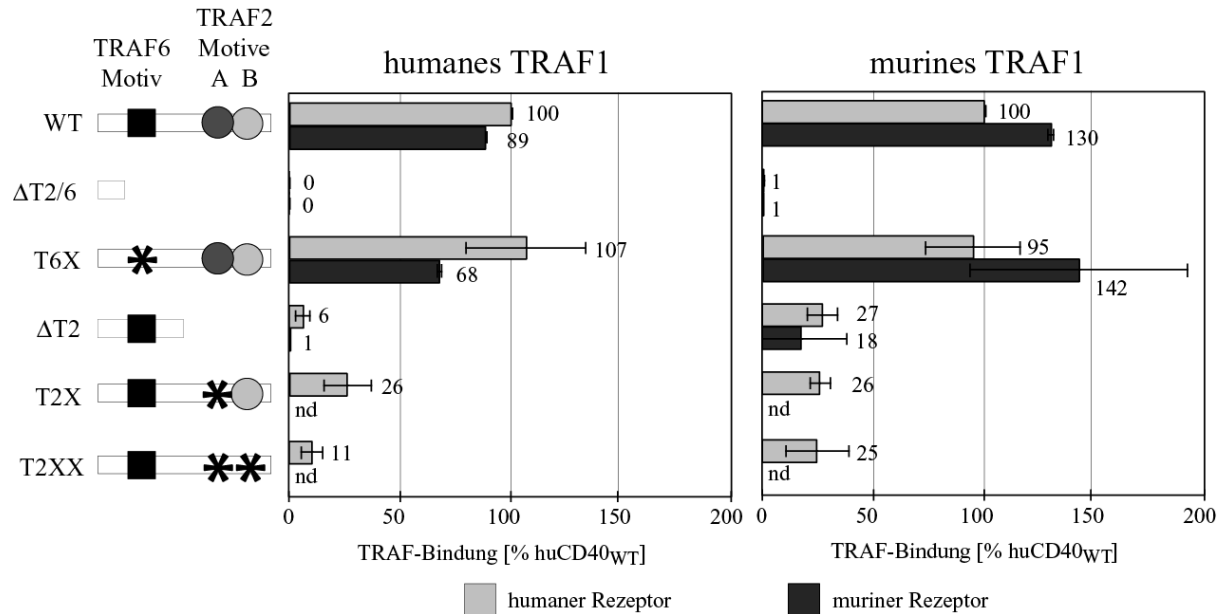 TRAF6
Motiv
TRAF2
Motive
A B
humanes TRAF1
murines TRAF1
WT
100
89
100
130
ΔT2/6
0
0
1
1
T6X
107
68
95
142
ΔT2
6
1
27
18
T2X
26
nd
26
nd
T2XX
11
nd
25
nd
0 50 100 150 200
0 50 100 150 200
TRAF-Bindung [% huCD40WT]
TRAF-Bindung [% huCD40WT]
humaner Rezeptor
muriner Rezeptor